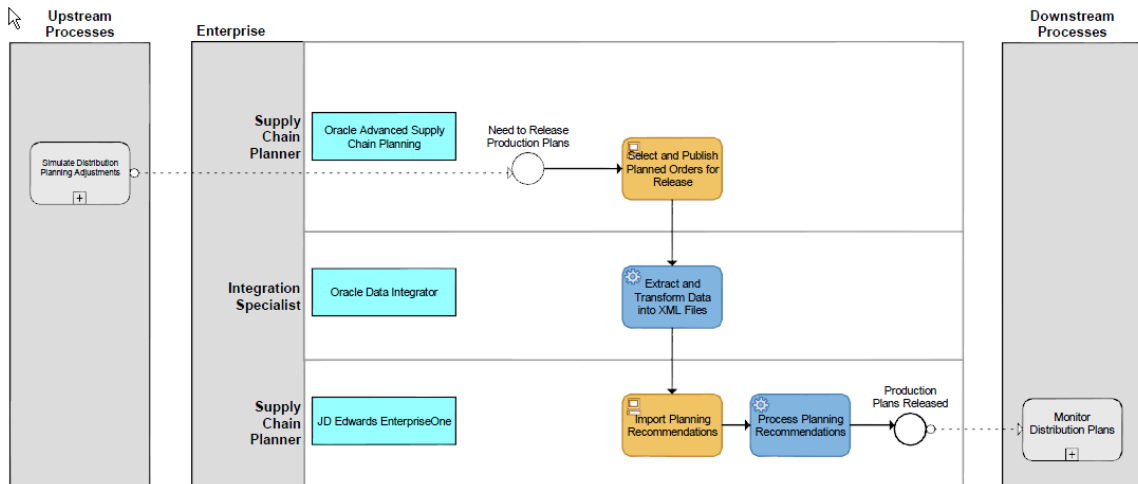 Upstream
Processes
Enterprise
Downstream
Processes
Supply
Chain
Planner
Oracle Advanced Supply
Chain Planning
Need to Release
Production Plans
Select and Publish
Planned Orders for
Release
Simulate Distribution
Planning Adjustments
Integration
Specialist
Oracle Data Integrator
Extract and
Transform Data
into XML Files
Supply
Chain
Planner
JD Edwards EnterpriseOne
Import Planning
Recommendations
Process Planning
Recommendations
Production
Plans Released
Monitor
Distribution Plans